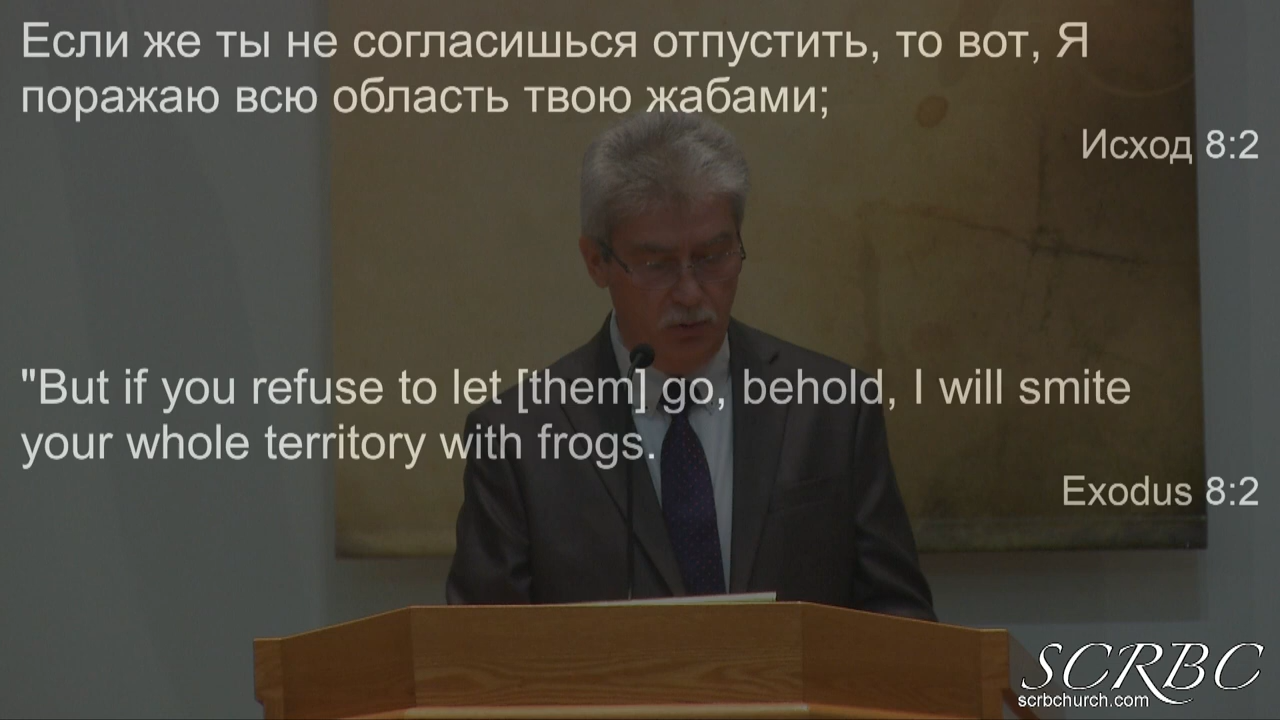 Если же ты не согласишься отпустить, то вот, Я
поражаю всю область твою жабами;
Исход 8:2
"But if you refuse to let [them] go, behold, I will smite
your whole territory with frogs.
Exodus 8:2
SCRBC
scrbchurch.com